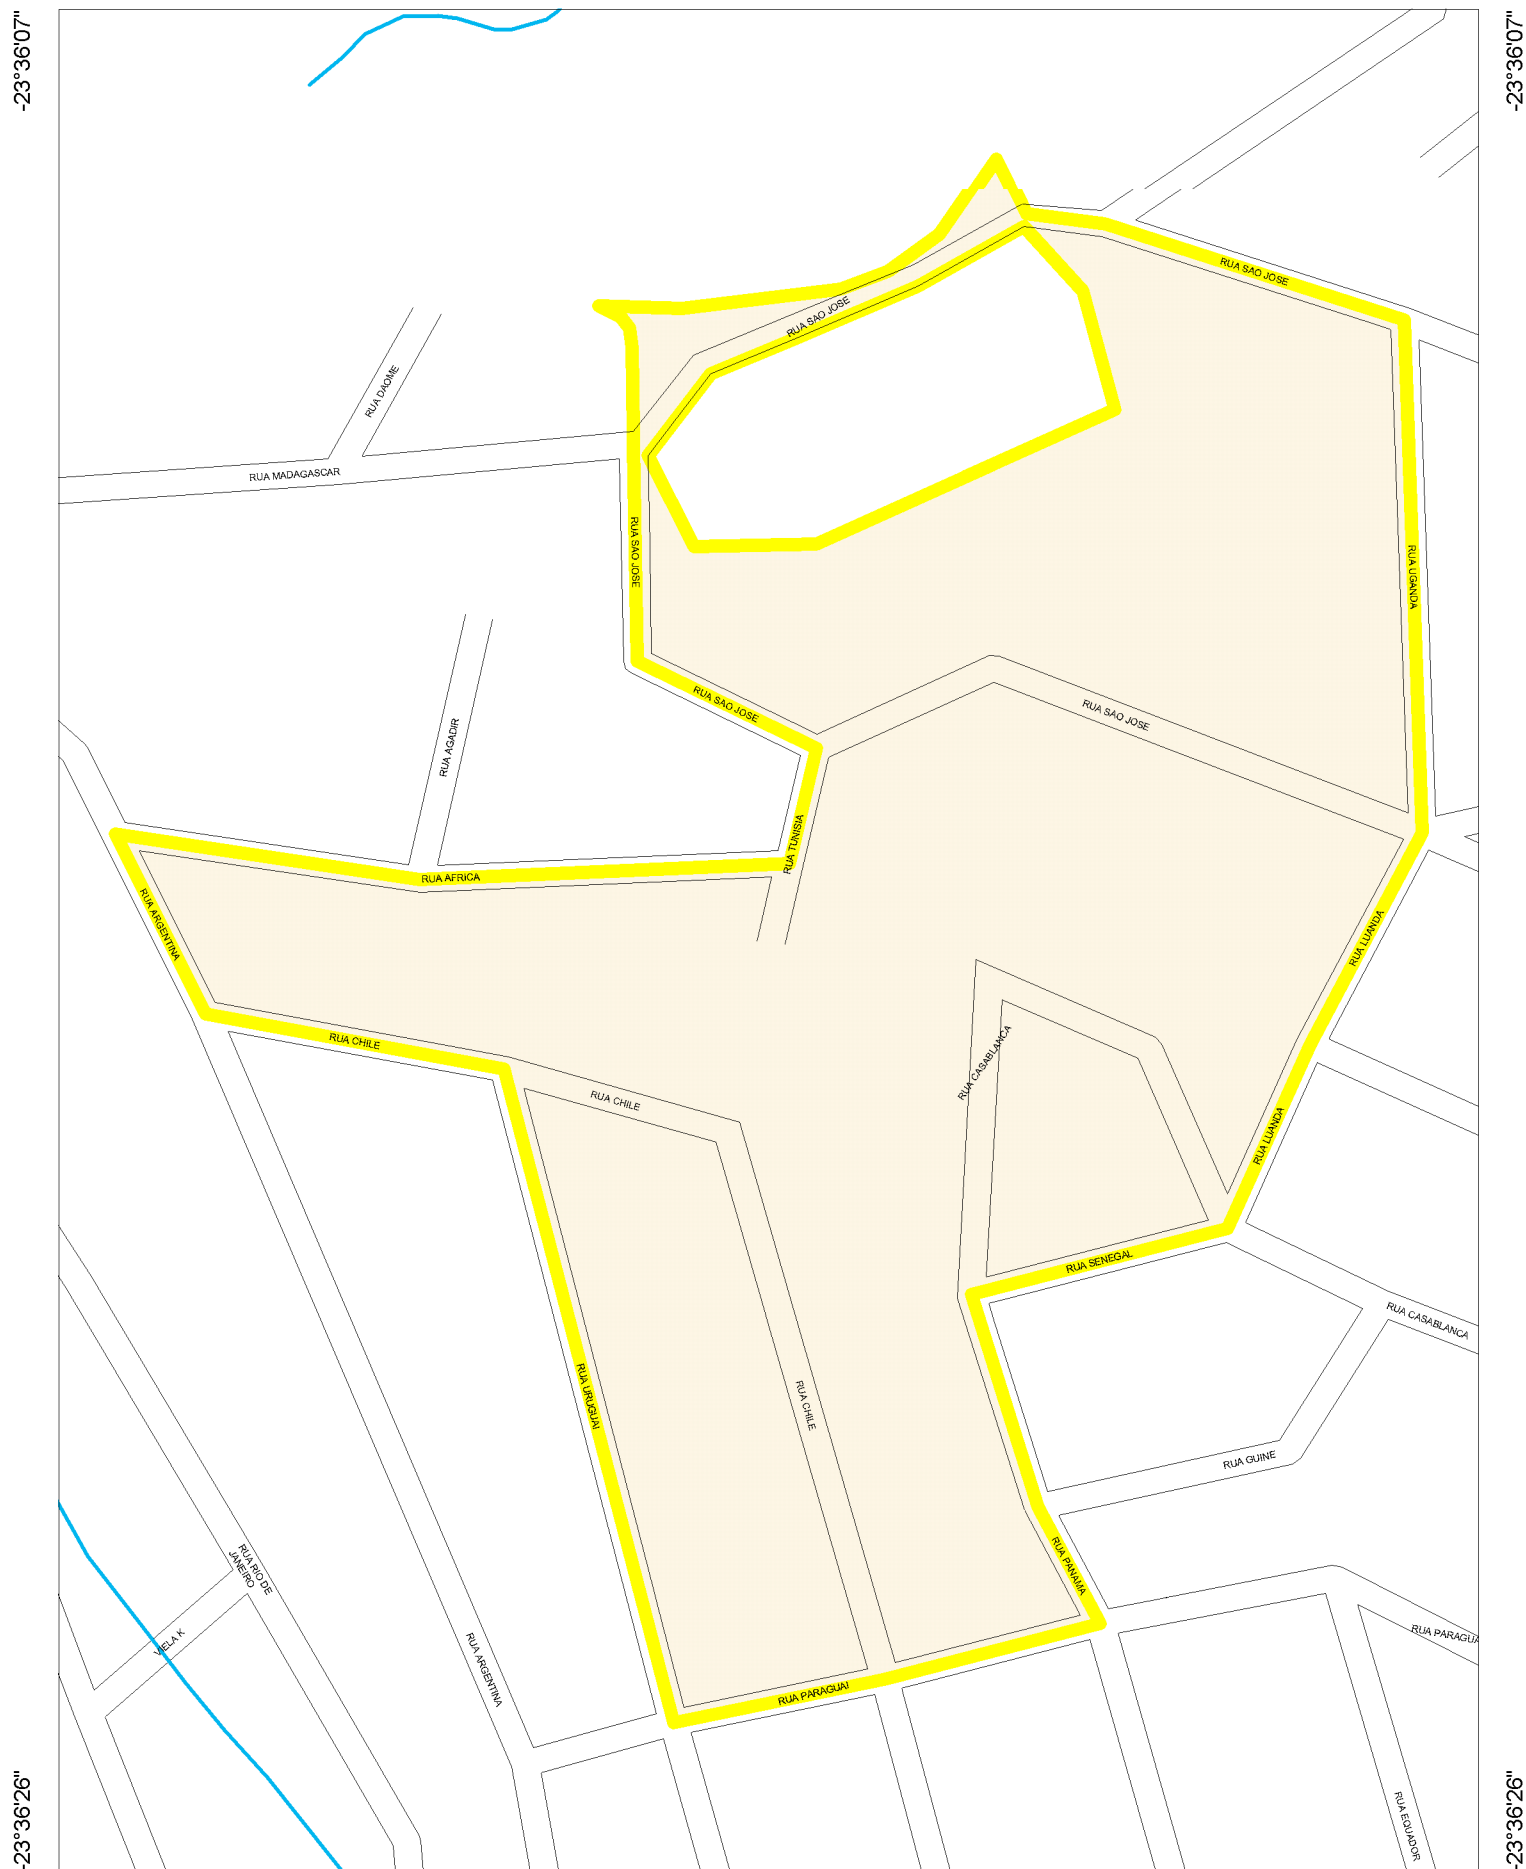 -23°36'07"
-23°36'07"
RUA SAO JOSE
RUA SAO JOSE
RUA DAOME
RUA MADAGASCAR
RUA SAO JOSE
RUA UGANDA
RUA SAO JOSE
RUA SAO JOSE
RUA AGADIR
RUA TUNISIA
RUA AFRICA
RUA ARGENTINA
RUA LUANDA
RUA CHILE
RUA CASABLANCA
RUA CHILE
RUA LUANDA
RUA SENEGAL
RUA CASABLANCA
RUA URUGUAI
RUA CHILE
RUA GUINE
RUA PANAMA
RUA RIO DE
JANEIRO
VIELA K
RUA ARGENTINA
RUA PARAGUA
RUA PARAGUAI
RUA EQUADOR
-23°36'26"
-23°36'26"